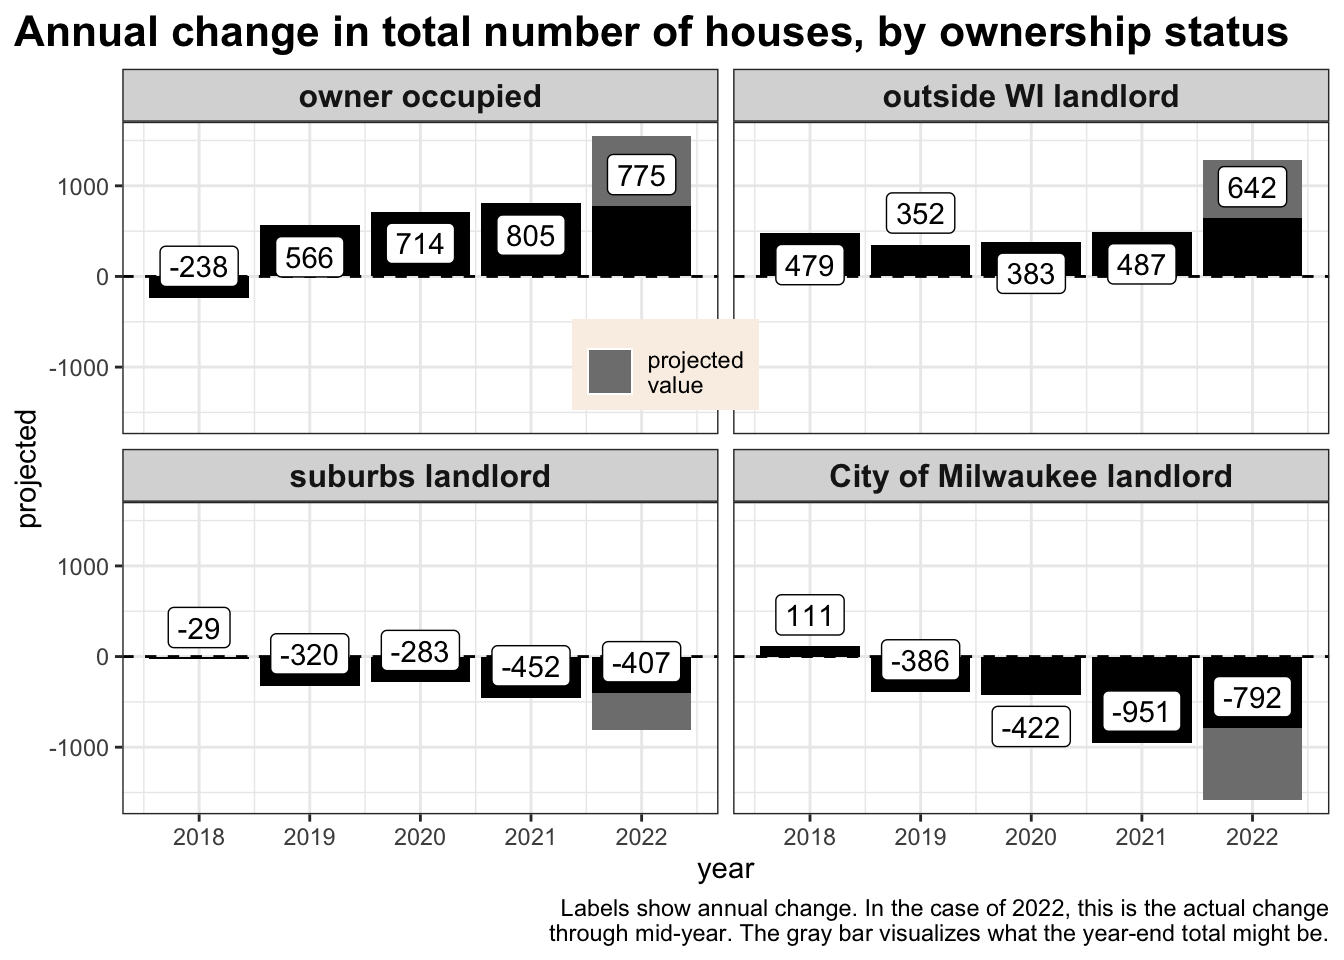 Annual change in total number of houses, by ownership status
owner occupied
outside WI landlord
1000
0
-1000
-238
566
714
805
775
479
352
383
487
642
projected
value
projected
suburbs landlord
City of Milwaukee landlord
1000
0
-1000
-29
-320
-283
-452
-407
111
-386
-422
-951
-792
2018 2019 2020 2021 2022
2018 2019 2020 2021 2022
year
Labels show annual change. In the case of 2022, this is the actual change
through mid-year. The gray bar visualizes what the year-end total might be.